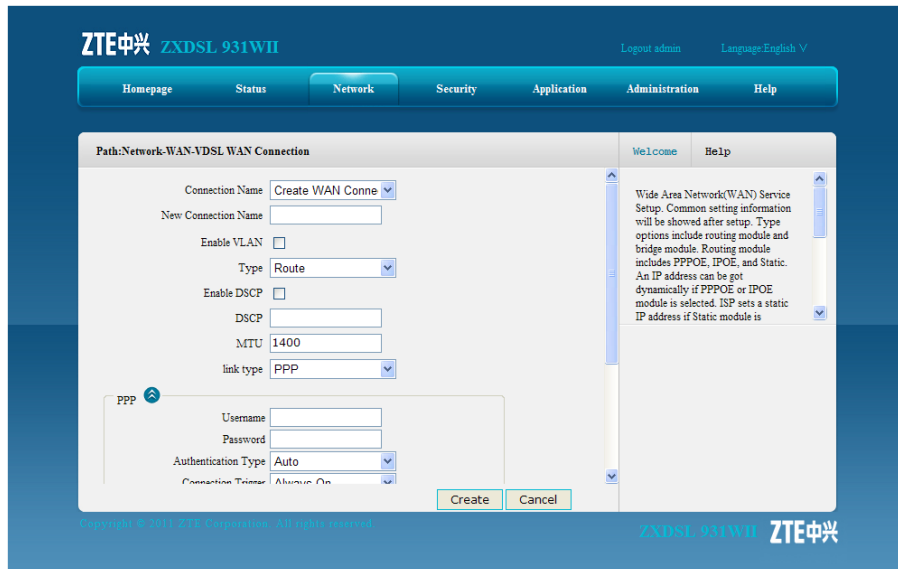 ZTE中兴 ZXDSL 931WII
Logout admin Language:English
Homepage Status Network Security Application Administration Help
Path:Network-WAN-VDSL WAN Connection
Welcome Help
Connection Name Create WAN Conne
New Connection Name
Enable VLAN
Type Route
Enable DSCP
DSCP
MTU 1400
link type PPP
PPP
Username
Password
Authentication Type Auto
Connection Trigger Always On
Create Cancel
Wide Area Network(WAN) Service
Setup. Common setting information
will be showed after setup. Type
options include routing module and
bridge module. Routing module
includes PPPOE, IPOE, and Static.
An IP address can be got
dynamically if PPPOE or IPOE
module is selected. ISP sets a static
IP address if Static module is
Copyright © 2011 ZTE Corporation. All rights reserved.
ZXDSL 931WII ZTE中兴